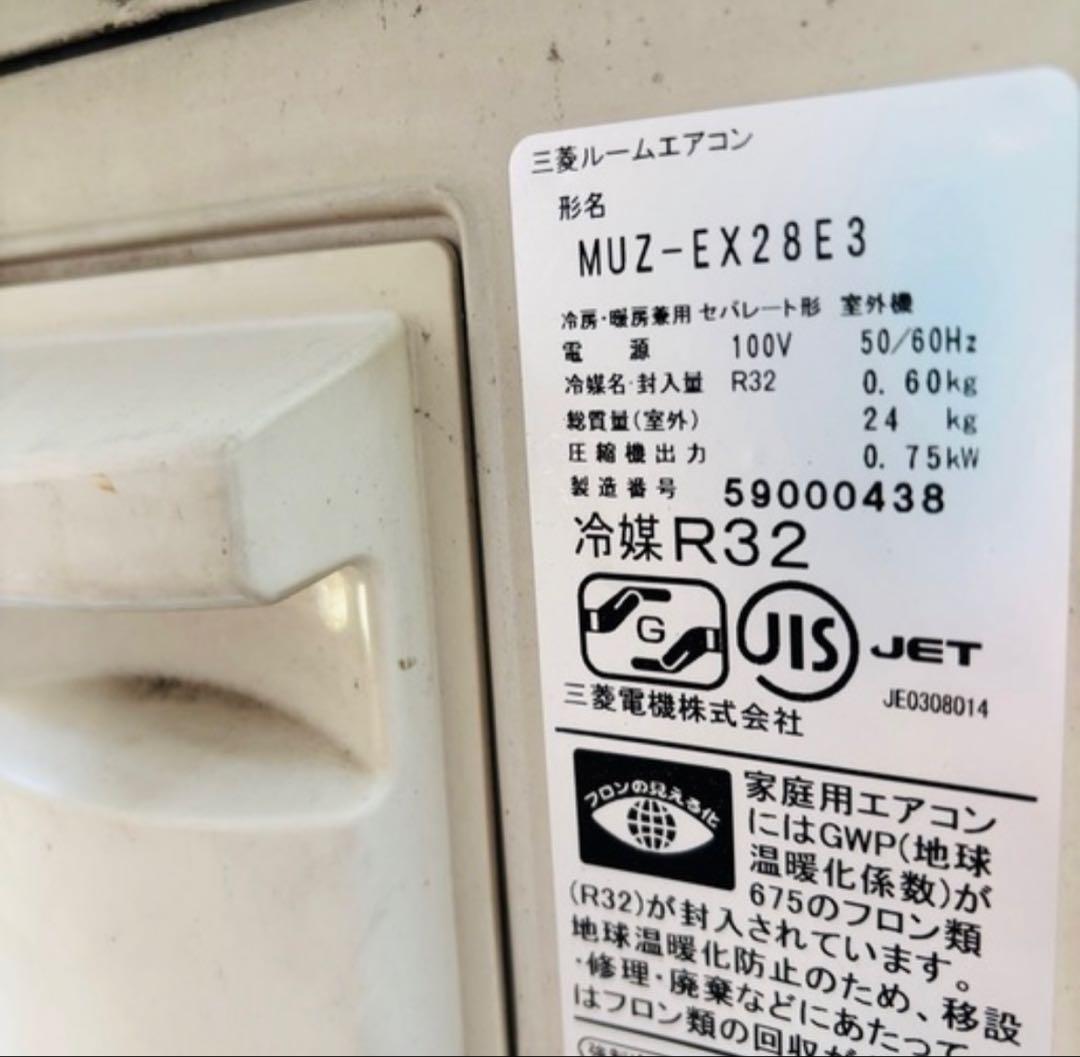 三菱ルームエアコン
形名
MUZ-EX28E3
冷房・暖房兼用 セパレート形 室外機
電源 100V 50/60Hz
冷媒名・封入量 R32 0.60kg
総質量(室外) 24 kg
圧縮機出力 0.75kW
製造番号 59000438
冷媒R32
G JIS JET
JE0308014
三菱電機株式会社
フロンの見える化
家庭用エアコン
にはGWP(地球
温暖化係数)が
675のフロン類
(R32)が封入されています。
地球温暖化防止のため、移設
・修理・廃棄などにあたって
はフロン類の回収が